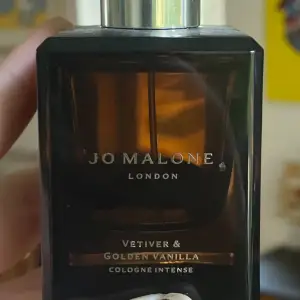 JO MALONE
LONDON
VETIVER &
GOLDEN VANILLA
COLOGNE INTENSE